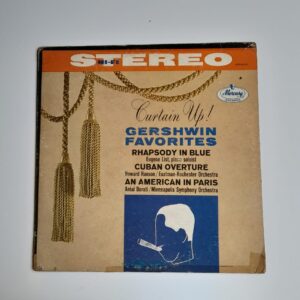 STEREO
Mercury
Curtain Up!
GERSHWIN
FAVORITES
RHAPSODY IN BLUE
Eugene List, piano soloist
CUBAN OVERTURE
Howard Hanson / Eastman-Rochester Orchestra
AN AMERICAN IN PARIS
Antal Dorati / Minneapolis Symphony Orchestra